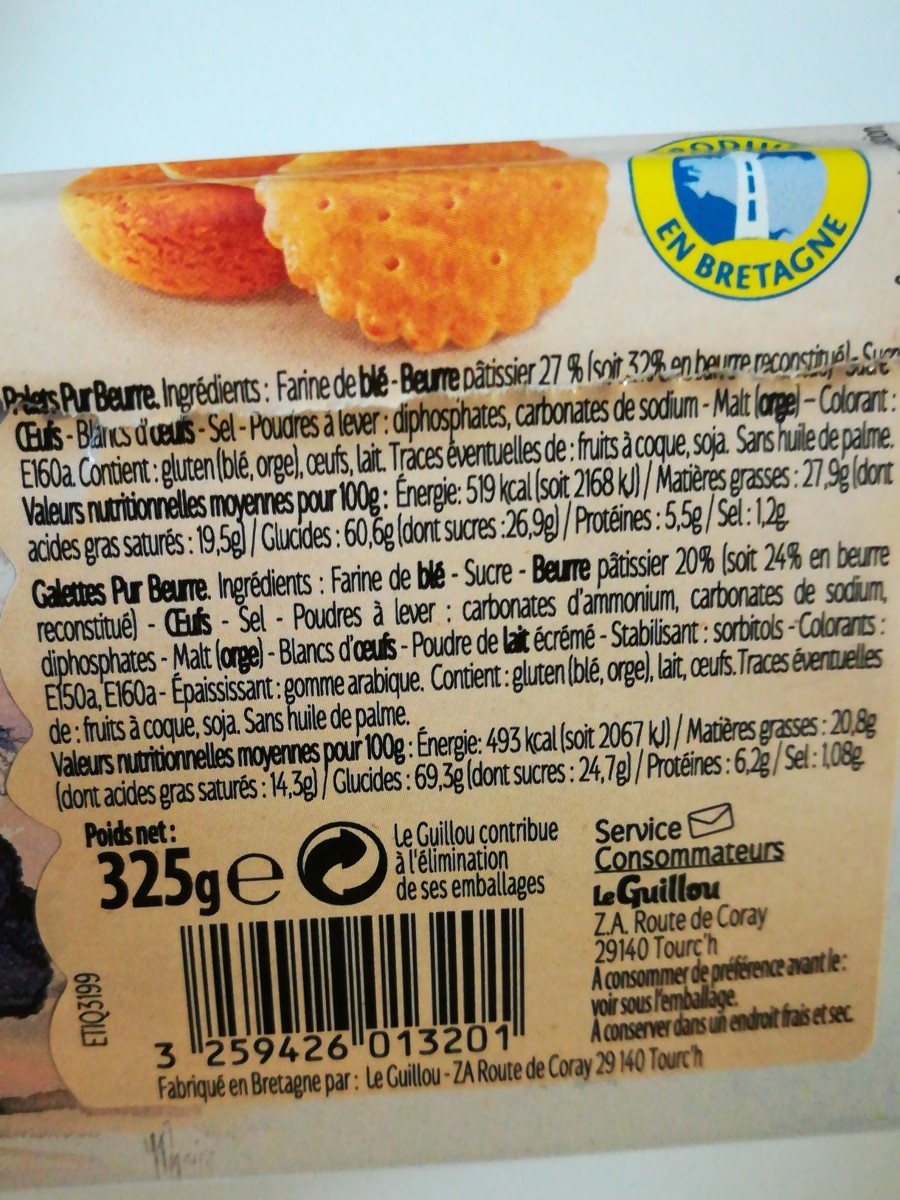 EN BRETAGNE
Palets Pur Beurre. Ingrédients : Farine de blé - Beurre pâtissier 27 % (soit 32% en beurre reconstitué) - Sucre
Œufs - Blancs d'œufs - Sel - Poudres à lever : diphosphates, carbonates de sodium - Malt (orge) - Colorant :
E160a. Contient : gluten (blé, orge), œufs, lait. Traces éventuelles de : fruits à coque, soja. Sans huile de palme.
Valeurs nutritionnelles moyennes pour 100g : Énergie: 519 kcal (soit 2168 kJ) / Matières grasses : 27,9g (dont
acides gras saturés : 19,5g) / Glucides : 60,6g (dont sucres :26,9g) / Protéines : 5,5g / Sel : 1,2g.
Galettes Pur Beurre. Ingrédients : Farine de blé - Sucre - Beurre pâtissier 20% (soit 24% en beurre
reconstitué) - Œufs - Sel - Poudres à lever : carbonates d'ammonium, carbonates de sodium,
diphosphates - Malt (orge) - Blancs d'œufs - Poudre de lait écrémé - Stabilisant : sorbitols - Colorants :
E150a, E160a - Épaississant : gomme arabique. Contient : gluten (blé, orge), lait, œufs. Traces éventuelles
de : fruits à coque, soja. Sans huile de palme.
Valeurs nutritionnelles moyennes pour 100g : Énergie: 493 kcal (soit 2067 kJ) / Matières grasses : 20,8g
(dont acides gras saturés : 14,3g) / Glucides : 69,3g (dont sucres : 24,7g) / Protéines : 6,2g / Sel : 1,08g.
Poids net :
325g e
Le Guillou contribue
à l'élimination
de ses emballages
Service
Consommateurs
Le Guillou
Z.A. Route de Coray
29140 Tourc'h
A consommer de préférence avant le :
voir sous l'emballage.
A conserver dans un endroit frais et sec.
ETIQ3199
3 259426 013201
Fabriqué en Bretagne par : Le Guillou - ZA Route de Coray 29 140 Tourc'h